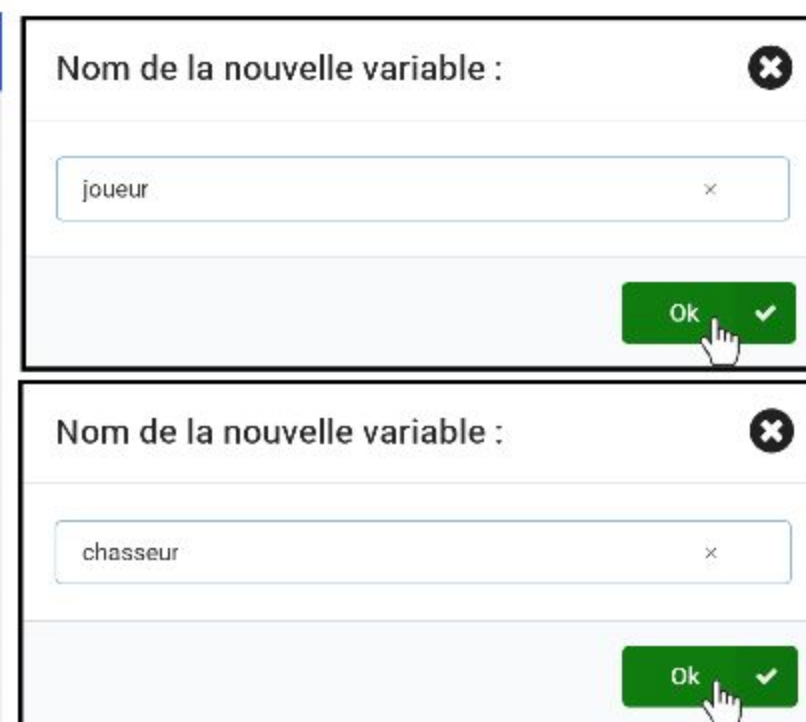 Nom de la nouvelle variable :
joueur
Ok
Nom de la nouvelle variable :
chasseur
Ok